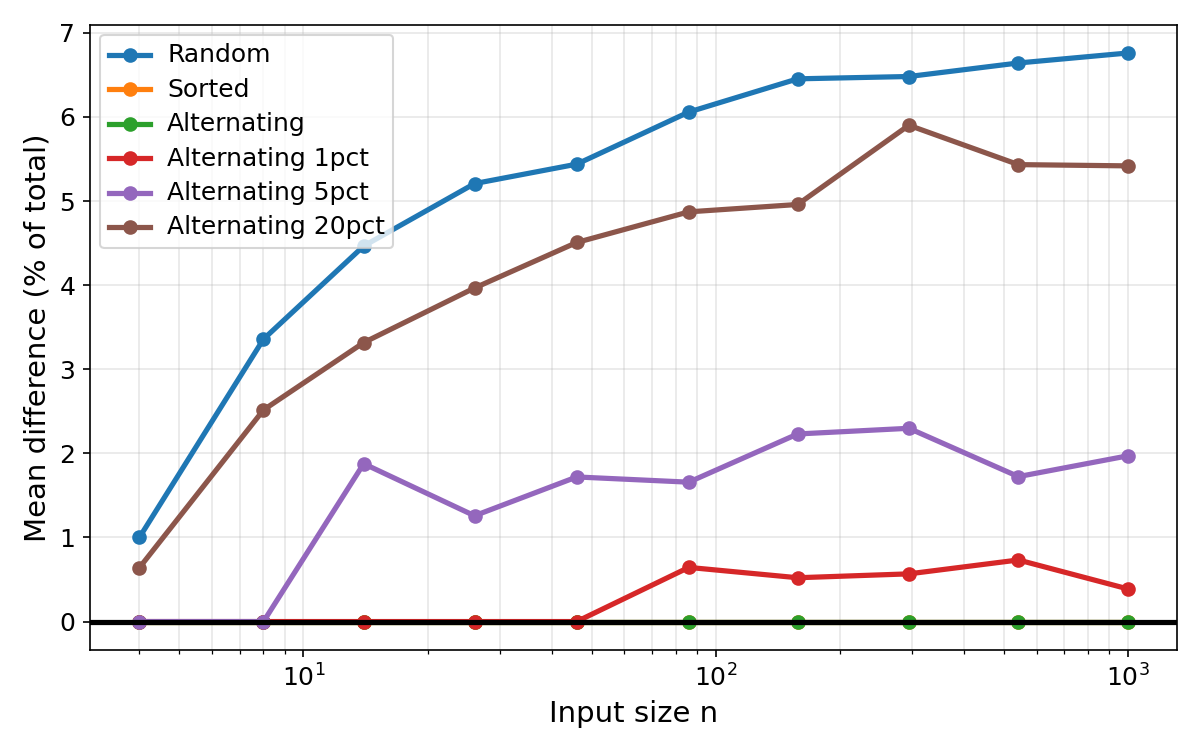 Mean difference (% of total)
7
6
5
4
3
2
1
0
Random
Sorted
Alternating
Alternating 1pct
Alternating 5pct
Alternating 20pct
10¹ 10² 10³
Input size n